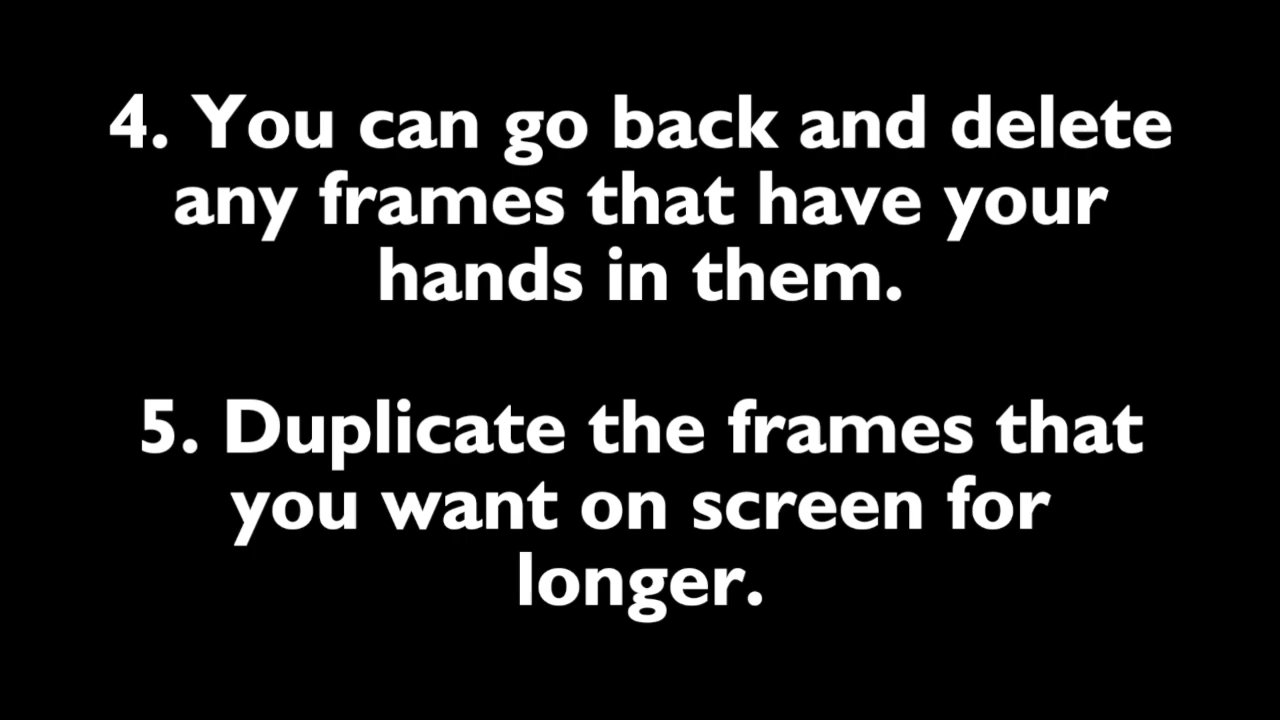 4. You can go back and delete
any frames that have your
hands in them.
5. Duplicate the frames that
you want on screen for
longer.